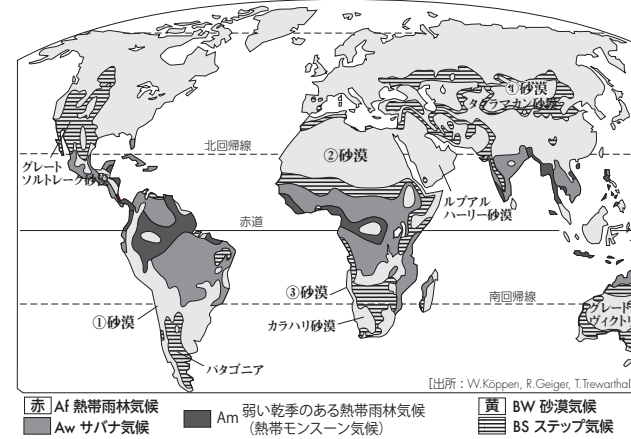 北回帰線
④砂漠
タクラマカン砂漠
②砂漠
グレート
ソルトレーク砂漠
ルブアル
ハーリー砂漠
赤道
③砂漠
南回帰線
①砂漠
カラハリ砂漠
グレート
ヴィクトリ
パタゴニア
[出所:W.Köppen, R.Geiger, T.Trewartha]
赤 Af 熱帯雨林気候
Aw サバナ気候
Am 弱い乾季のある熱帯雨林気候
(熱帯モンスーン気候)
黄 BW 砂漠気候
BS ステップ気候